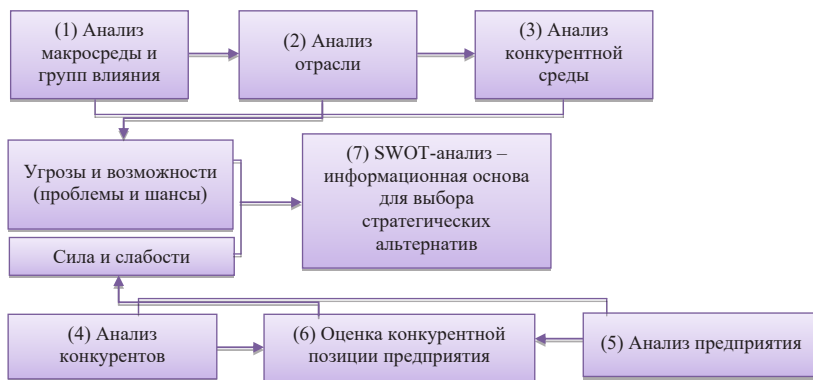 (1) Анализ
макросреды и
групп влияния
(2) Анализ
отрасли
(3) Анализ
конкурентной
среды
Угрозы и возможности
(проблемы и шансы)
(7) SWOT-анализ –
информационная основа
для выбора
стратегических
альтернатив
Сила и слабости
(4) Анализ
конкурентов
(6) Оценка конкурентной
позиции предприятия
(5) Анализ предприятия